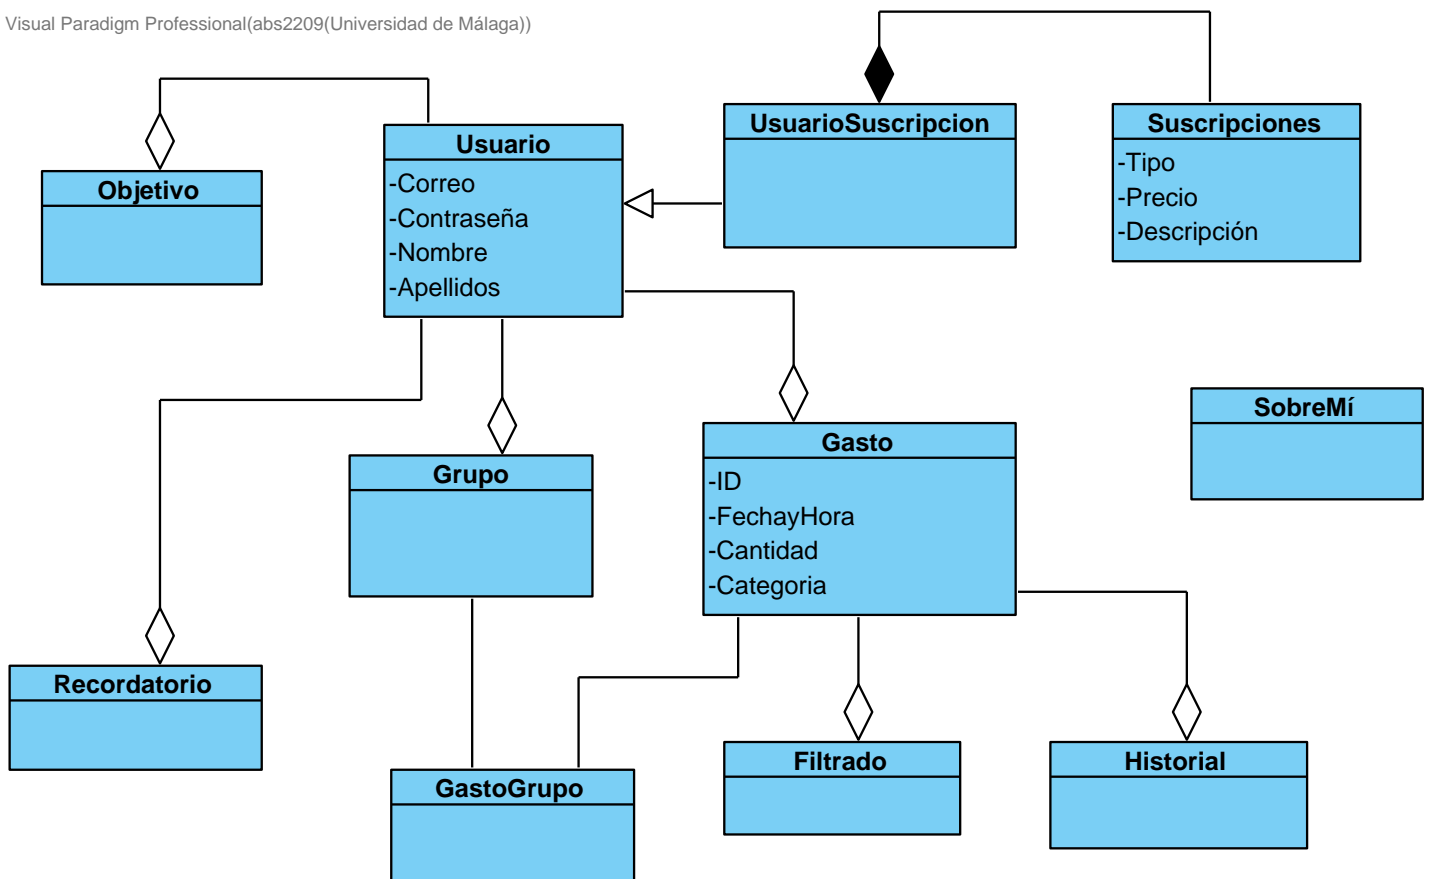 Visual Paradigm Professional(abs2209(Universidad de Málaga))
Objetivo
Usuario
-Correo
-Contraseña
-Nombre
-Apellidos
UsuarioSuscripcion
Suscripciones
-Tipo
-Precio
-Descripción
SobreMí
Grupo
Gasto
-ID
-FechayHora
-Cantidad
-Categoria
Recordatorio
GastoGrupo
Filtrado
Historial